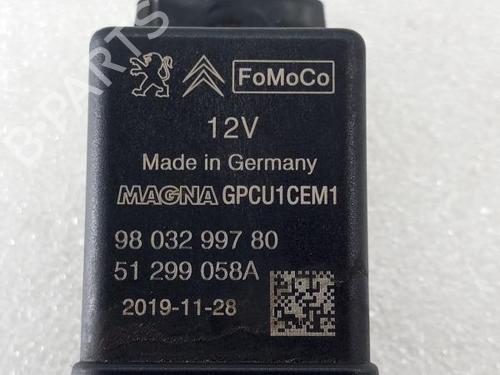 FoMoCo
12V
Made in Germany
MAGNA GPCU1CEM1
98 032 997 80
51 299 058A
2019-11-28